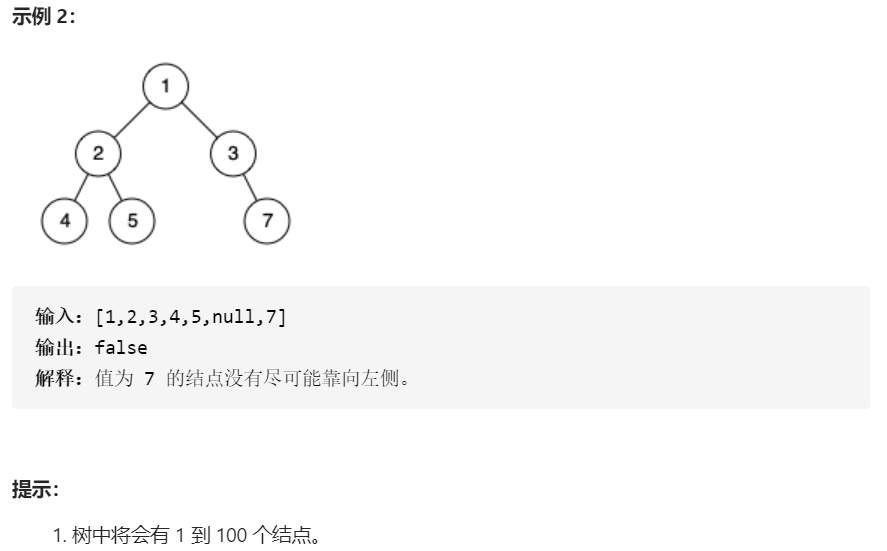 示例 2：
1
2 3
4 5 7
输入：[1,2,3,4,5,null,7]
输出：false
解释：值为 7 的结点没有尽可能靠向左侧。
提示：
1. 树中将会有 1 到 100 个结点。